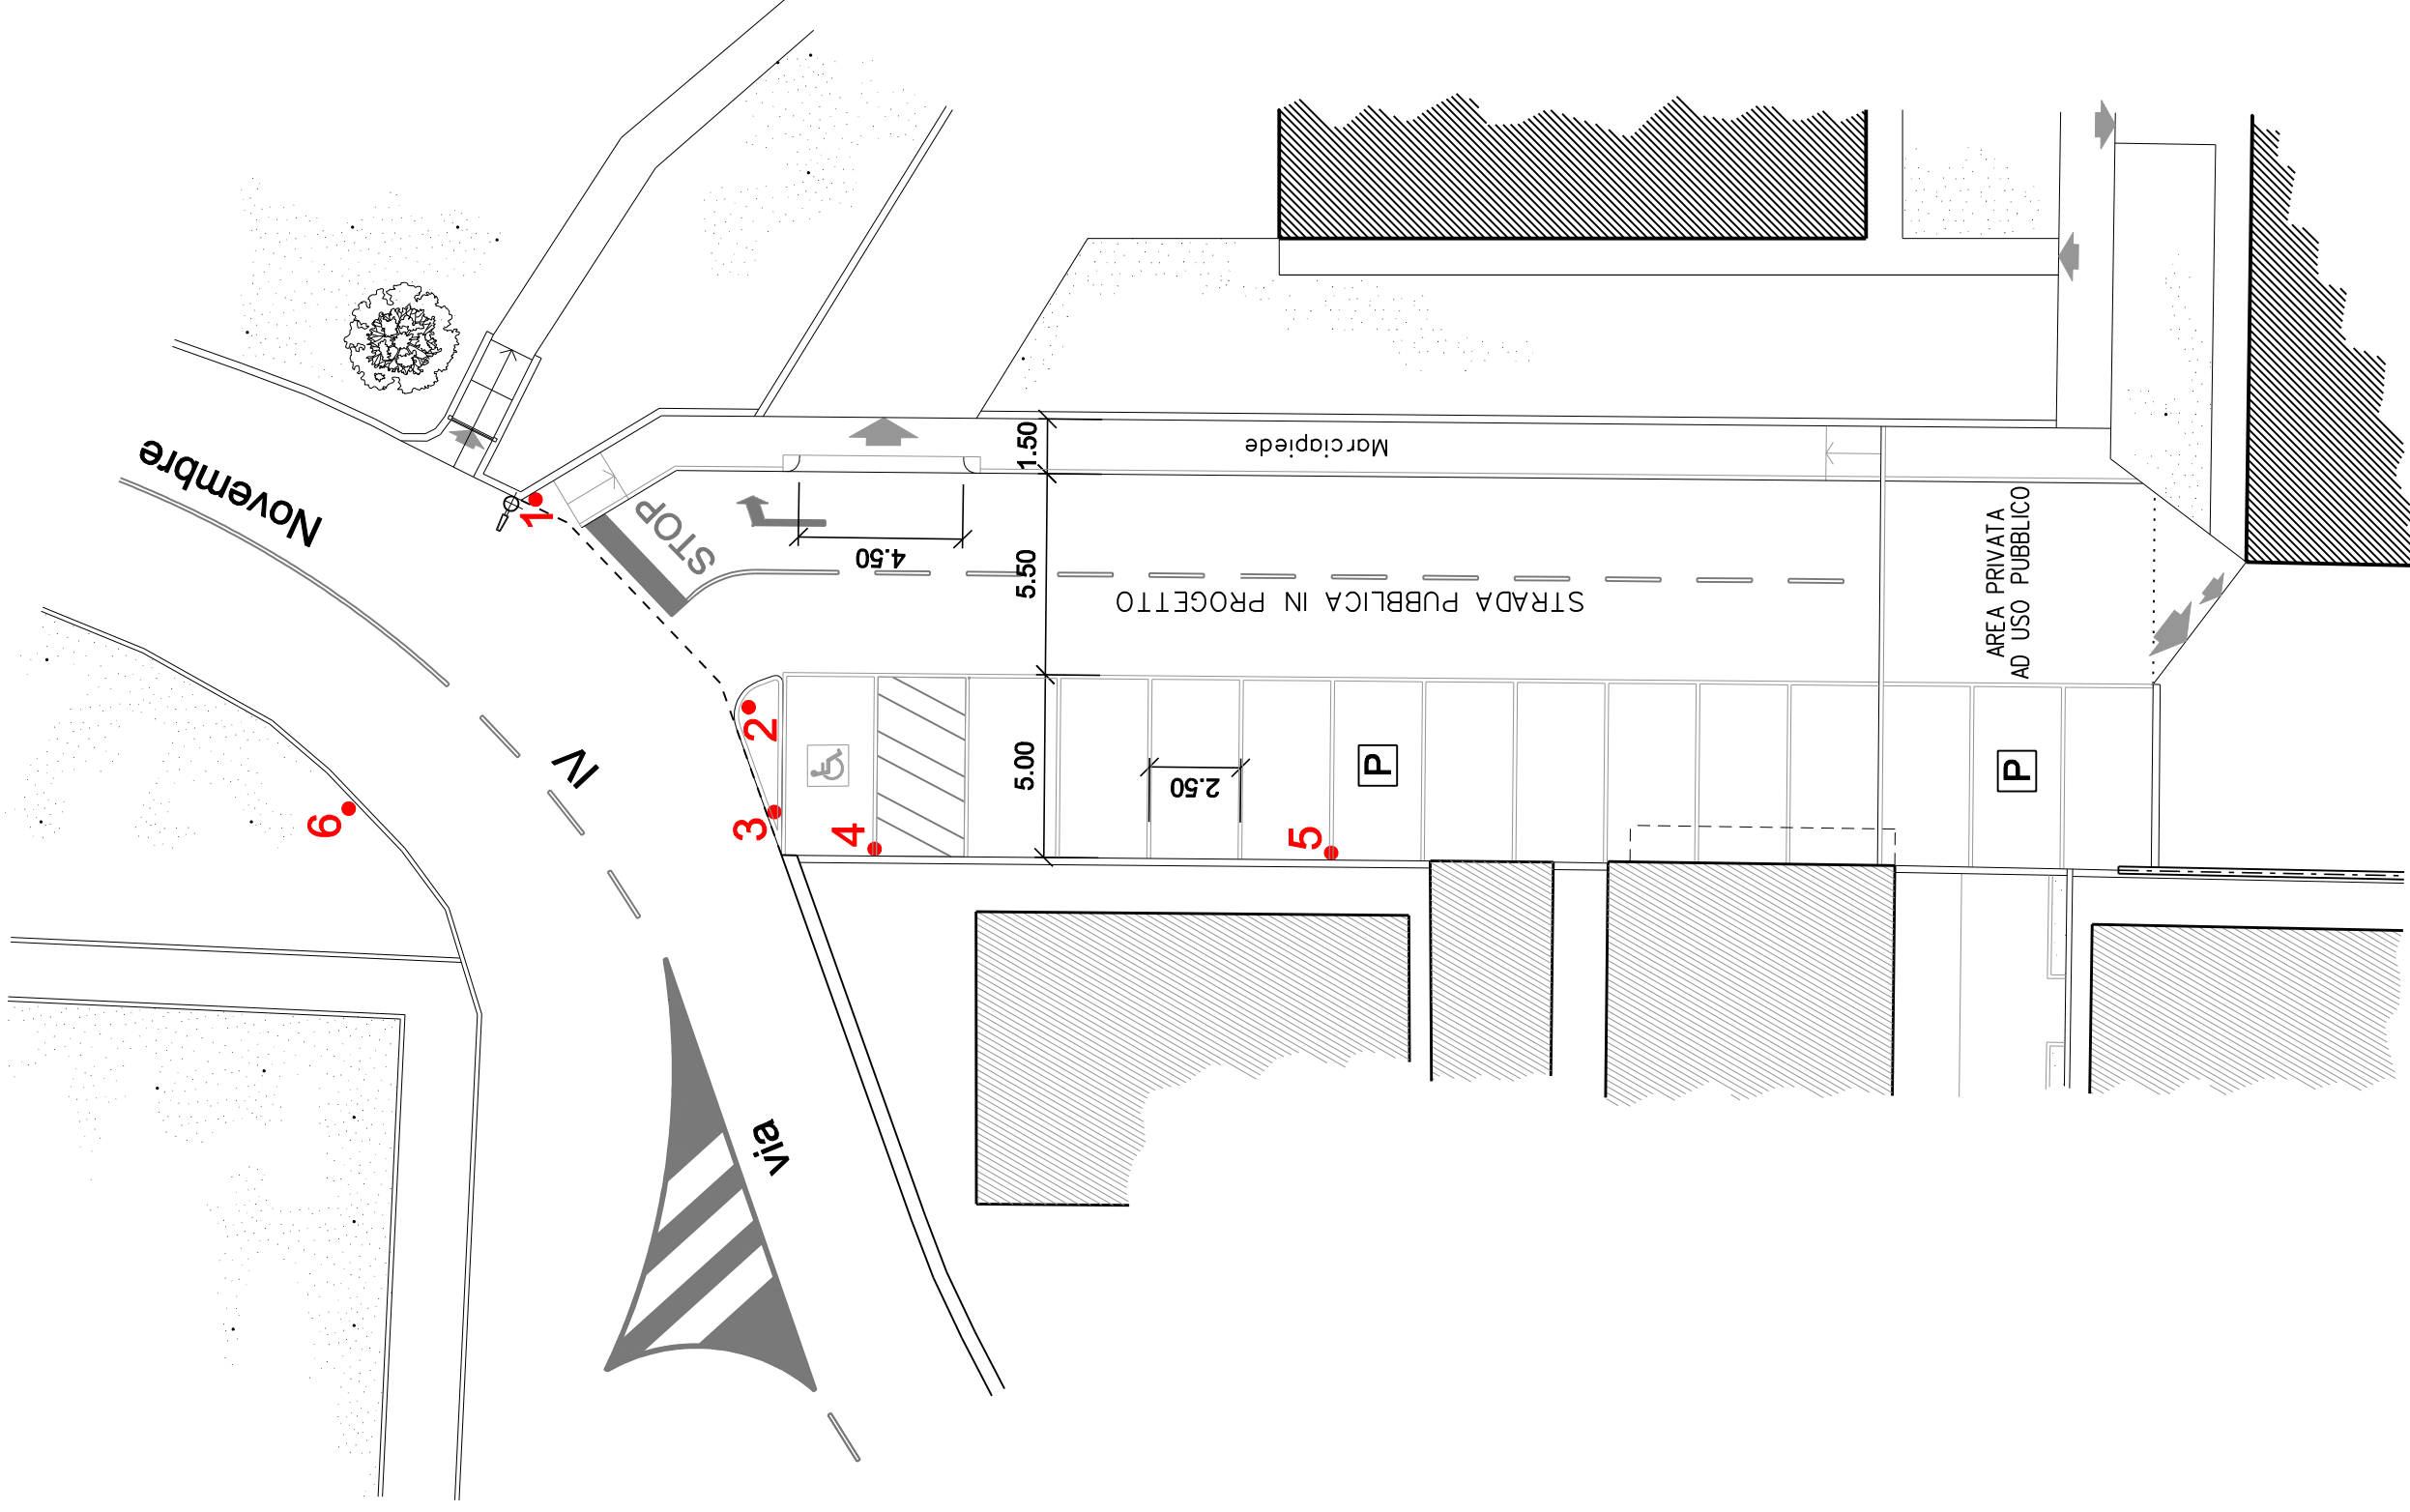 via
IV
Novembre
STOP
1
2
3
4
5
6
1.50
5.50
5.00
4.50
2.50
Marciapiede
STRADA PUBBLICA IN PROGETTO
AREA PRIVATA
AD USO PUBBLICO
P
P